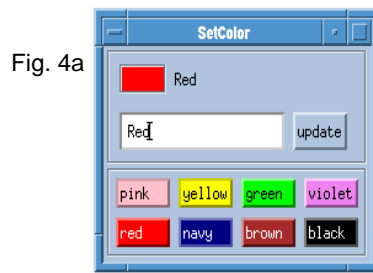 Fig. 4a
SetColor
Red
Red
update
pink yellow green violet
red navy brown black